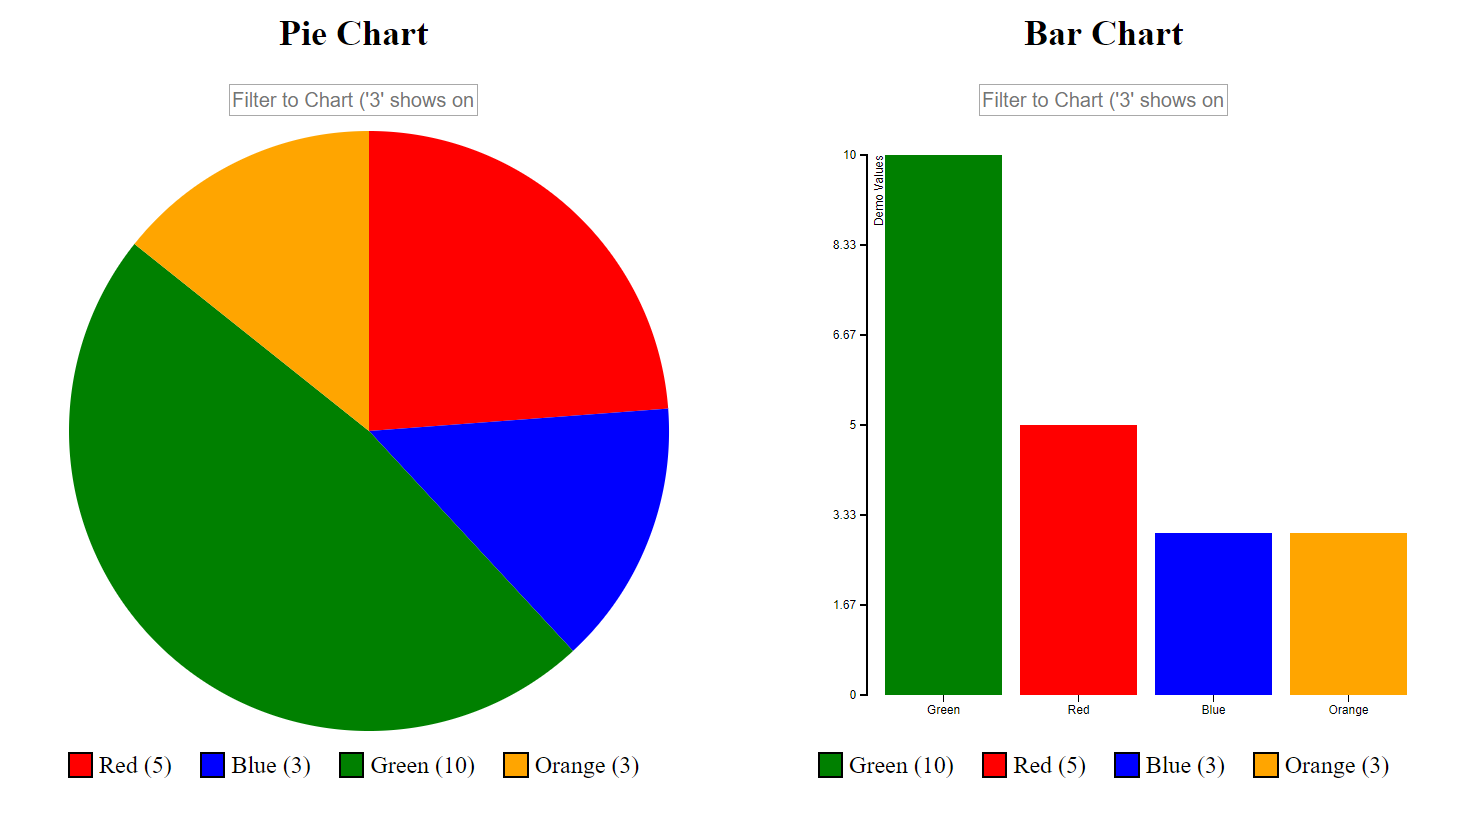 Pie Chart
Filter to Chart ('3' shows on
Red (5)
Blue (3)
Green (10)
Orange (3)
Bar Chart
Filter to Chart ('3' shows on
Demo Values
10
8.33
6.67
5
3.33
1.67
0
Green
Red
Blue
Orange
Green (10)
Red (5)
Blue (3)
Orange (3)